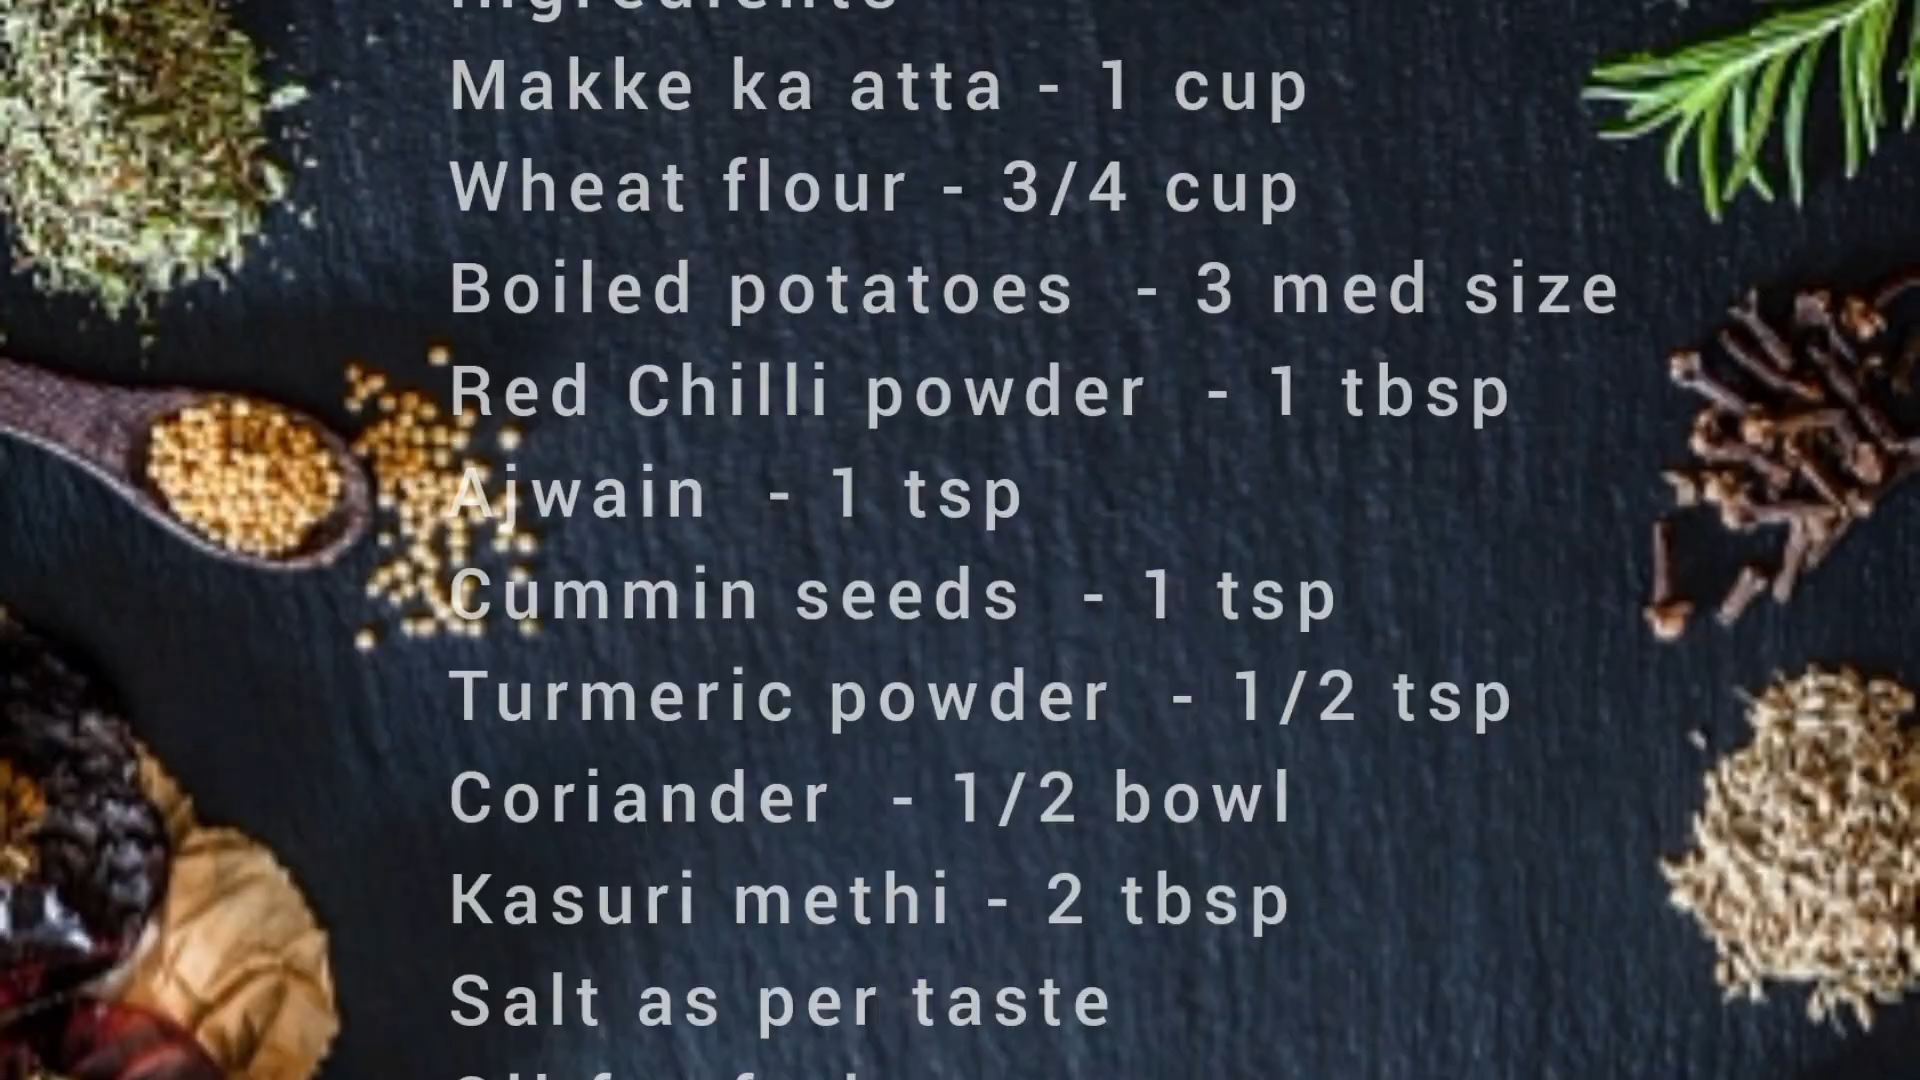 Ingredients
Makke ka atta - 1 cup
Wheat flour - 3/4 cup
Boiled potatoes - 3 med size
Red Chilli powder - 1 tbsp
Ajwain - 1 tsp
Cummin seeds - 1 tsp
Turmeric powder - 1/2 tsp
Coriander - 1/2 bowl
Kasuri methi - 2 tbsp
Salt as per taste